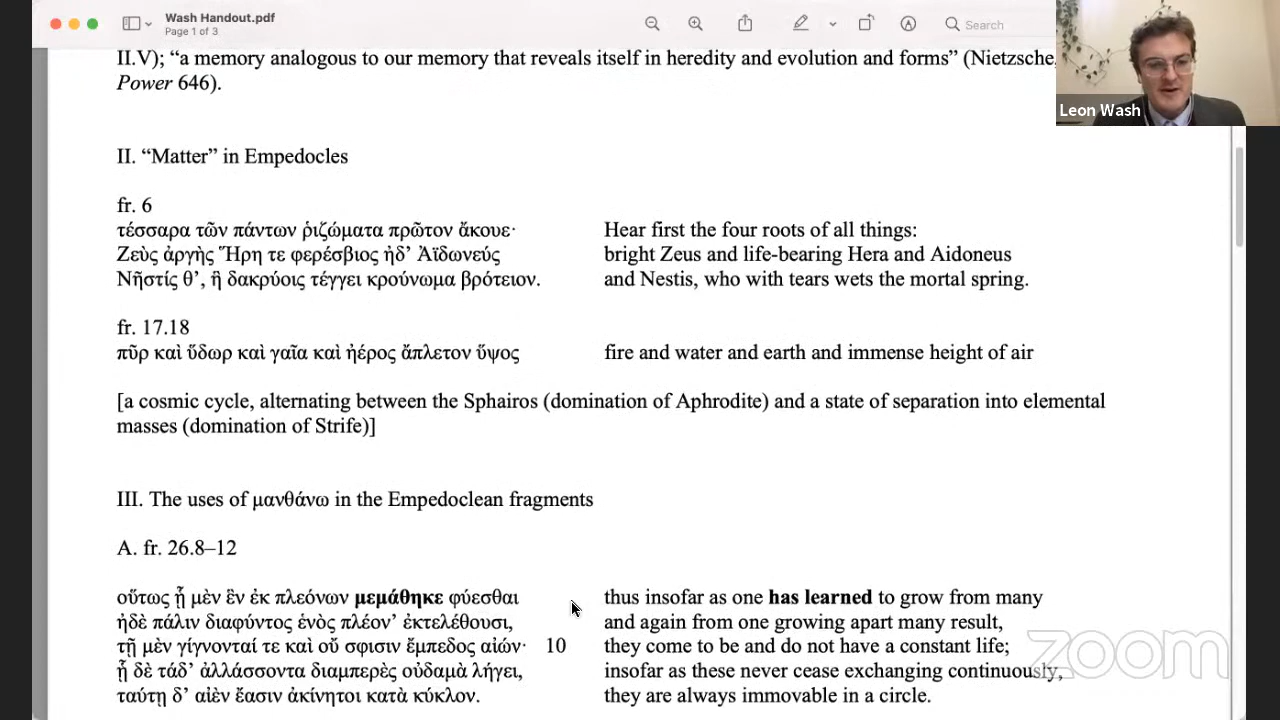 Wash Handout.pdf
Page 1 of 3
Search
Leon Wash
II.V); “a memory analogous to our memory that reveals itself in heredity and evolution and forms” (Nietzsche,
Power 646).
II. “Matter” in Empedocles
fr. 6
τέσσαρα τῶν πάντων ῥιζώματα πρῶτον ἄκουε· Hear first the four roots of all things:
Ζεὺς ἀργὴς Ἥρη τε φερέσβιος ἠδ’ Ἀϊδωνεύς bright Zeus and life-bearing Hera and Aidoneus
Νῆστίς θ’, ἣ δακρύοις τέγγει κρούνωμα βρότειον. and Nestis, who with tears wets the mortal spring.
fr. 17.18
πῦρ καὶ ὕδωρ καὶ γαῖα καὶ ἠέρος ἄπλετον ὕψος fire and water and earth and immense height of air
[a cosmic cycle, alternating between the Sphairos (domination of Aphrodite) and a state of separation into elemental
masses (domination of Strife)]
III. The uses of μανθάνω in the Empedoclean fragments
A. fr. 26.8–12
οὕτως ᾗ μὲν ἓν ἐκ πλεόνων μεμάθηκε φύεσθαι thus insofar as one has learned to grow from many
ἠδὲ πάλιν διαφύντος ἑνὸς πλέον’ ἐκτελέθουσι, and again from one growing apart many result,
τῇ μὲν γίγνονταί τε καὶ οὔ σφισιν ἔμπεδος αἰών· 10 they come to be and do not have a constant life;
ᾗ δὲ τάδ’ ἀλλάσσοντα διαμπερὲς οὐδαμὰ λήγει, insofar as these never cease exchanging continuously,
ταύτῃ δ’ αἰὲν ἔασιν ἀκίνητοι κατὰ κύκλον. they are always immovable in a circle.
zoom